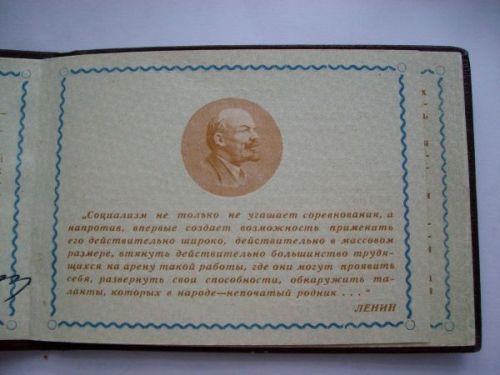 „Социализм не только не угашает соревнования, а
напротив, впервые создает возможность применять
его действительно широко, действительно в массовом
размере, втянуть действительно большинство трудя-
щихся на арену такой работы, где они могут проявить
себя, развернуть свои способности, обнаружить та-
ланты, которых в народе—непочатый родник . . ."
ЛЕНИН